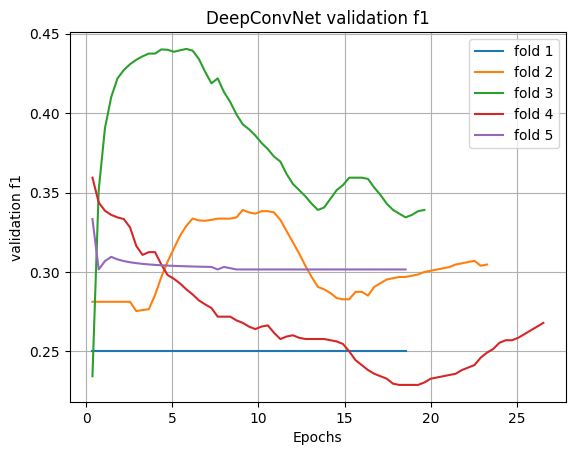 DeepConvNet validation f1
validation f1
0.45
0.40
0.35
0.30
0.25
0
5
10
15
20
25
Epochs
fold 1
fold 2
fold 3
fold 4
fold 5